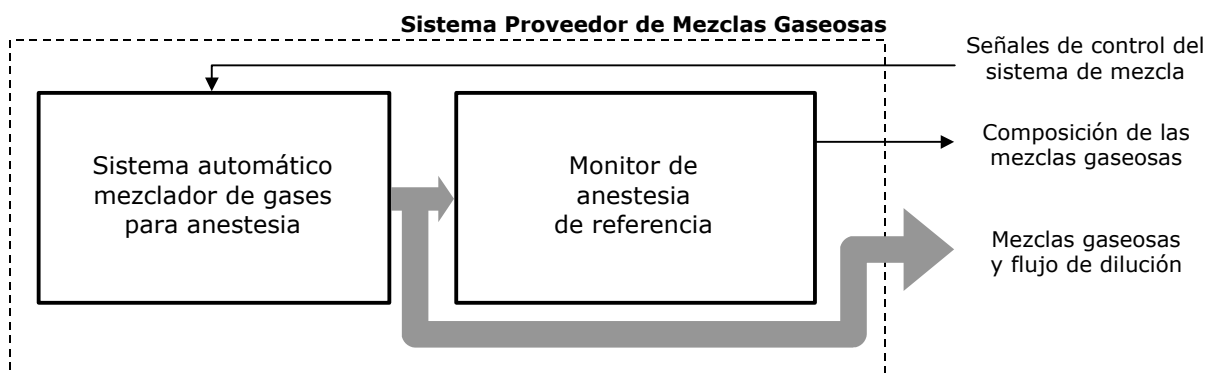 Sistema Proveedor de Mezclas Gaseosas
Señales de control del
sistema de mezcla
Sistema automático
mezclador de gases
para anestesia
Monitor de
anestesia
de referencia
Composición de las
mezclas gaseosas
Mezclas gaseosas
y flujo de dilución